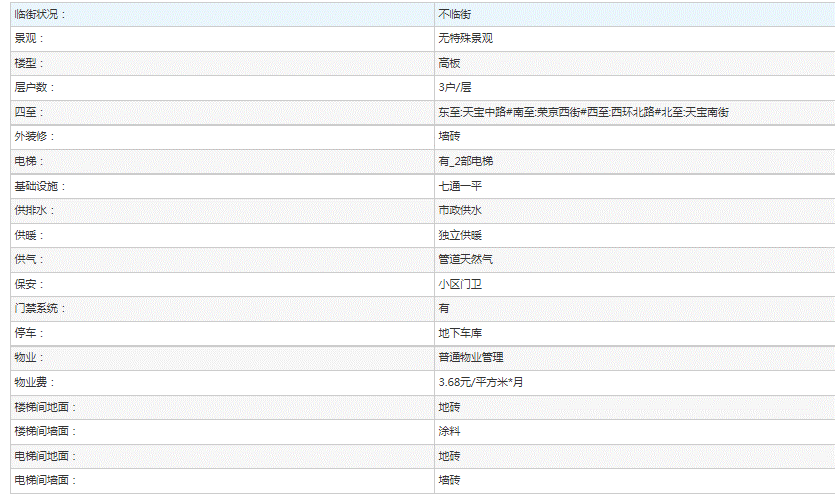 临街状况： 不临街
景观： 无特殊景观
楼型： 高板
层户数： 3户/层
四至： 东至:天宝中路#南至:荣京西街#西至:西环北路#北至:天宝南街
外装修： 墙砖
电梯： 有_2部电梯
基础设施： 七通一平
供排水： 市政供水
供暖： 独立供暖
供气： 管道天然气
保安： 小区门卫
门禁系统： 有
停车： 地下车库
物业： 普通物业管理
物业费： 3.68元/平方米*月
楼梯间地面： 地砖
楼梯间墙面： 涂料
电梯间地面： 地砖
电梯间墙面： 墙砖